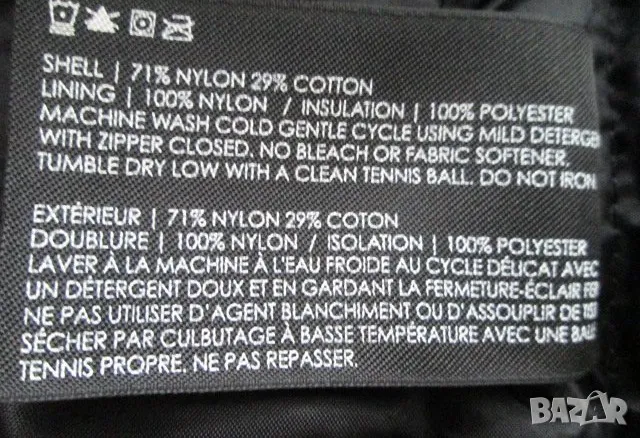 SHELL | 71% NYLON 29% COTTON
LINING | 100% NYLON / INSULATION | 100% POLYESTER
MACHINE WASH COLD GENTLE CYCLE USING MILD DETERGE
WITH ZIPPER CLOSED. NO BLEACH OR FABRIC SOFTENER.
TUMBLE DRY LOW WITH A CLEAN TENNIS BALL. DO NOT IRON
EXTÉRIEUR | 71% NYLON 29% COTON
DOUBLURE | 100% NYLON / ISOLATION | 100% POLYESTER
LAVER À LA MACHINE À L'EAU FROIDE AU CYCLE DÉLICAT AVEC
UN DÉTERGENT DOUX ET EN GARDANT LA FERMETURE-ÉCLAIR
NE PAS UTILISER D'AGENT BLANCHIMENT OU D'ASSOUPLIR DE
SÉCHER PAR CULBUTAGE À BASSE TEMPÉRATURE AVEC UNE
TENNIS PROPRE. NE PAS REPASSER.
BAZAR